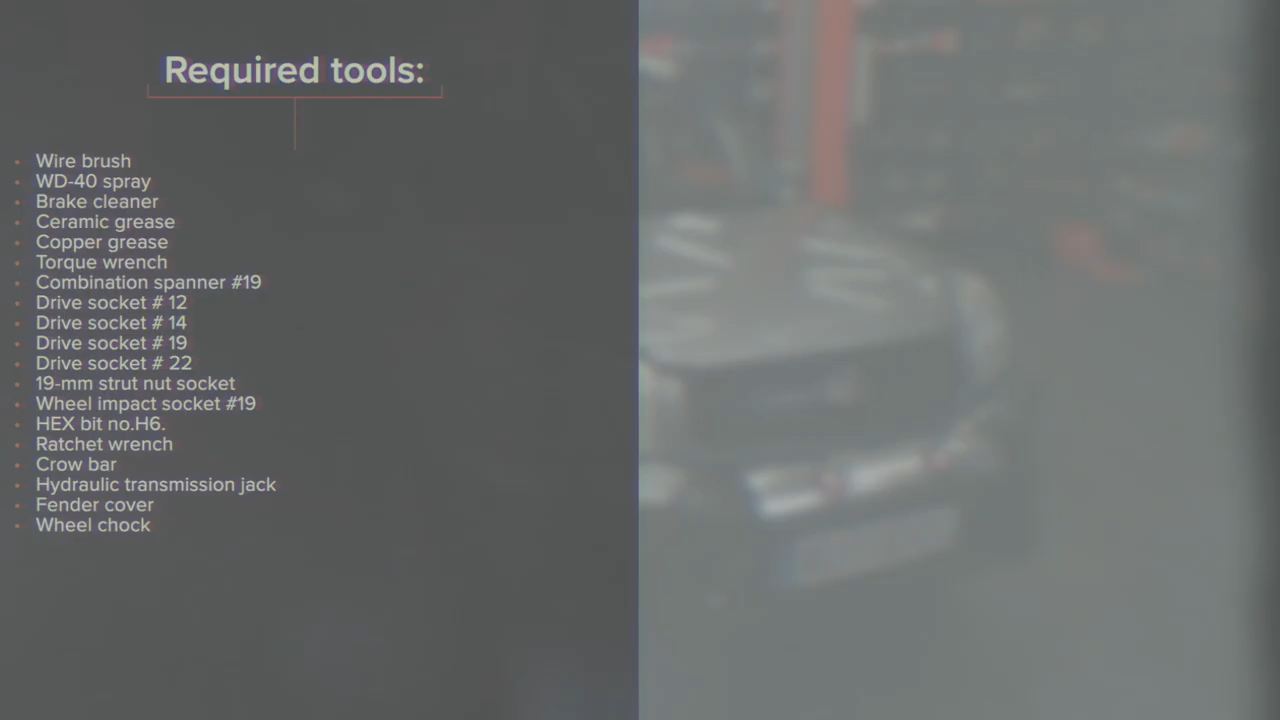 Required tools:
Wire brush
WD-40 spray
Brake cleaner
Ceramic grease
Copper grease
Torque wrench
Combination spanner #19
Drive socket # 12
Drive socket # 14
Drive socket # 19
Drive socket # 22
19-mm strut nut socket
Wheel impact socket #19
HEX bit no.H6.
Ratchet wrench
Crow bar
Hydraulic transmission jack
Fender cover
Wheel chock